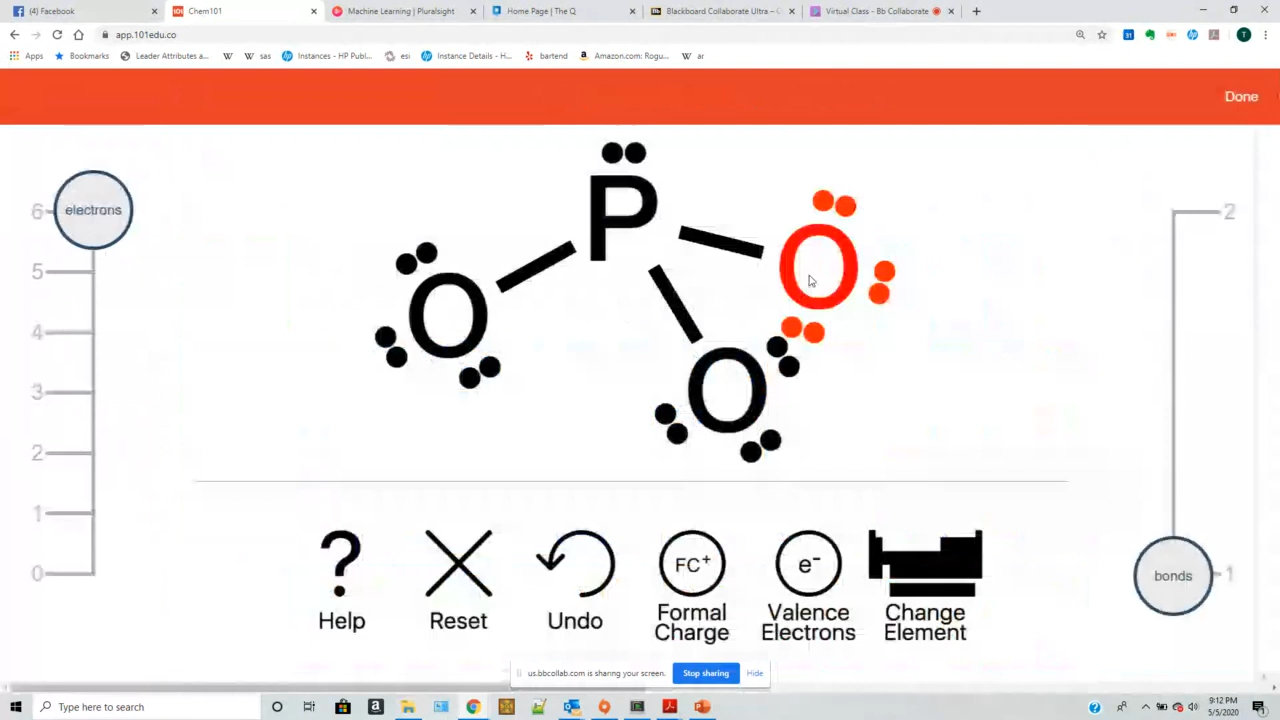 (4) Facebook
101 Chem101
Machine Learning | Pluralsight
Home Page | The Q
Blackboard Collaborate Ultra – C
Virtual Class - Bb Collaborate
app.101edu.co
Apps Bookmarks Leader Attributes a... W W sas Instances - HP Publ... esi Instance Details - H... bartend Amazon.com: Rogu... W ar
Done
electrons
6
5
4
3
2
1
0
P
O
O
O
2
bonds
1
? FC+ e-
Help Reset Undo Formal Charge Valence Electrons Change Element
us.bbcollab.com is sharing your screen. Stop sharing Hide
Type here to search
9:12 PM
5/5/2020